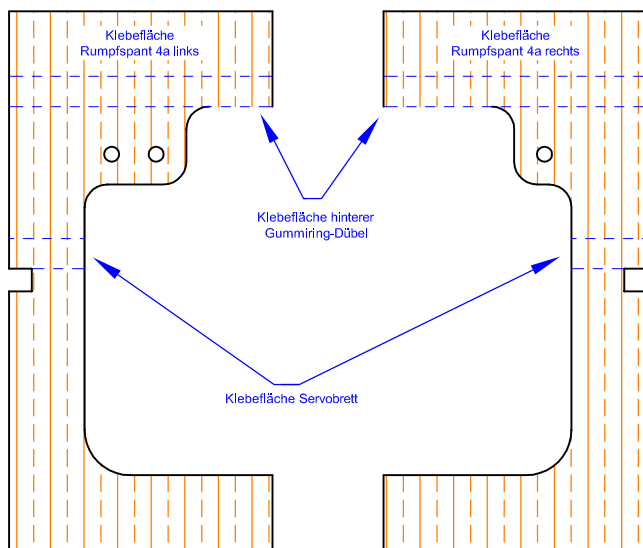 Klebefläche
Rumpfspant 4a links
Klebefläche
Rumpfspant 4a rechts
Klebefläche hinterer
Gummiring-Dübel
Klebefläche Servobrett